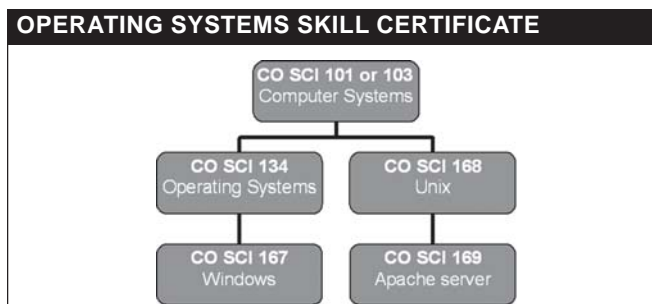 OPERATING SYSTEMS SKILL CERTIFICATE
CO SCI 101 or 103
Computer Systems
CO SCI 134
Operating Systems
CO SCI 168
Unix
CO SCI 167
Windows
CO SCI 169
Apache server